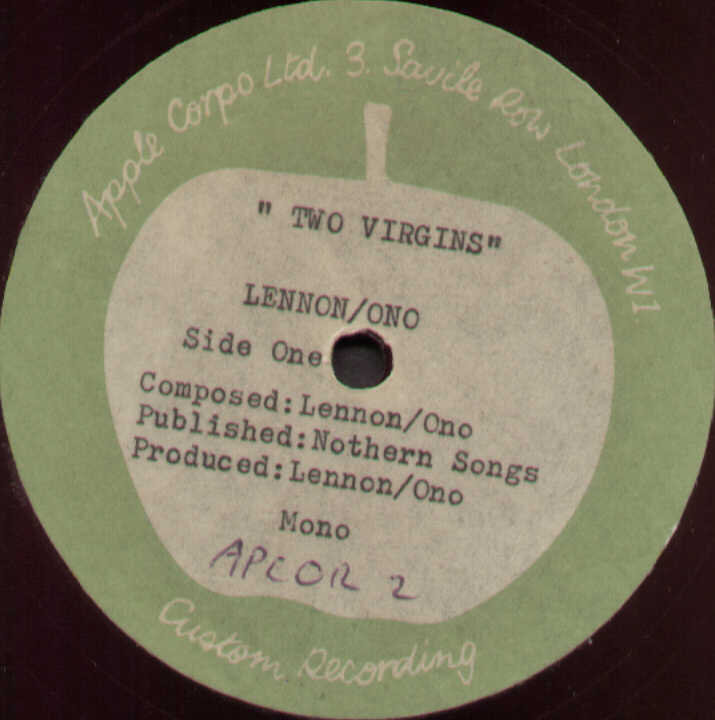 Apple Corps Ltd. 3. Savile Row London W1
" TWO VIRGINS"
LENNON/ONO
Side One
Composed:Lennon/Ono
Published:Nothern Songs
Produced:Lennon/Ono
Mono
APCOR 2
Custom Recording